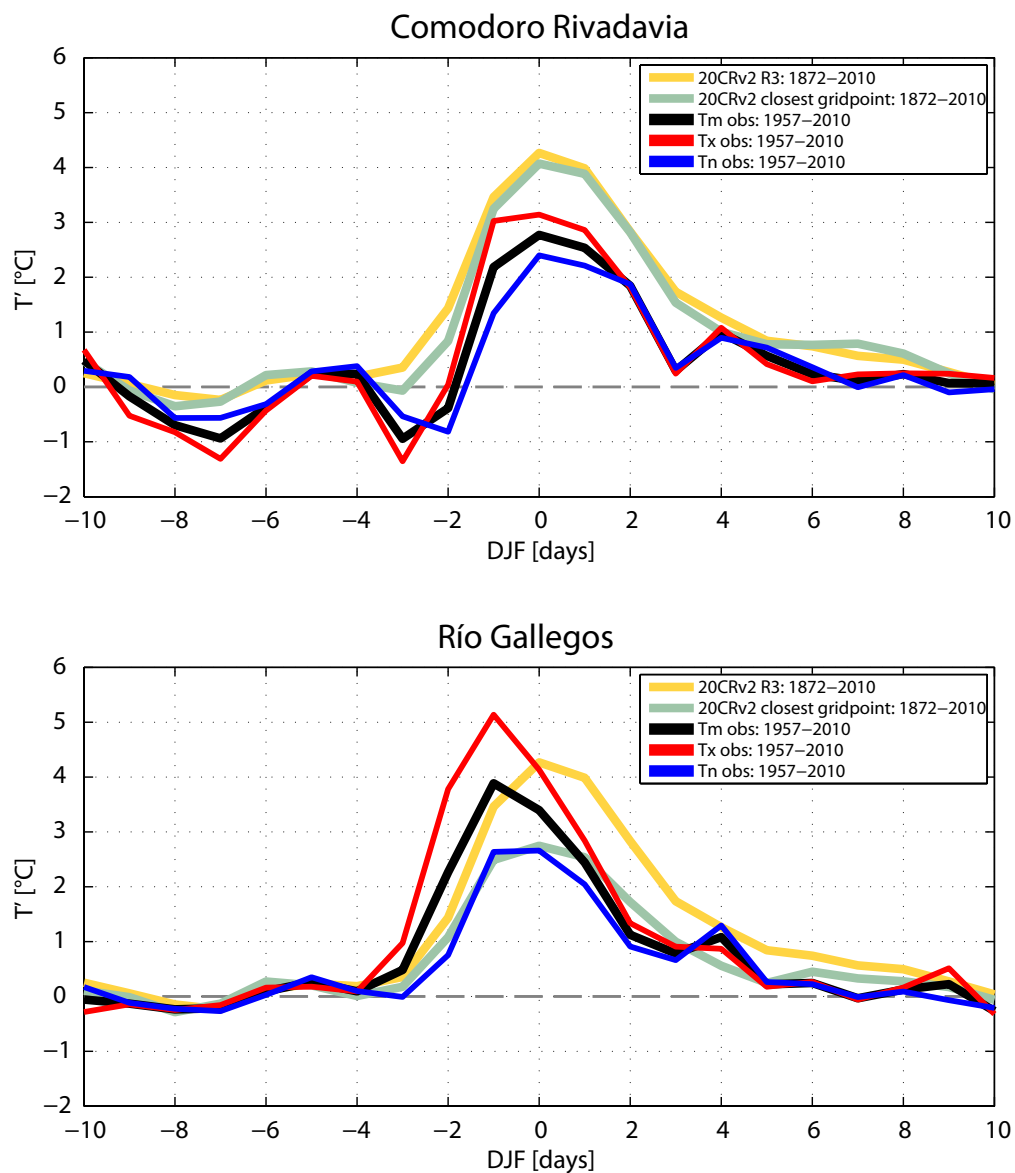 Comodoro Rivadavia
6
5
4
3
2
1
0
−1
−2
T’ [°C]
20CRv2 R3: 1872−2010
20CRv2 closest gridpoint: 1872−2010
Tm obs: 1957−2010
Tx obs: 1957−2010
Tn obs: 1957−2010
−10 −8 −6 −4 −2 0 2 4 6 8 10
DJF [days]
Río Gallegos
6
5
4
3
2
1
0
−1
−2
T’ [°C]
20CRv2 R3: 1872−2010
20CRv2 closest gridpoint: 1872−2010
Tm obs: 1957−2010
Tx obs: 1957−2010
Tn obs: 1957−2010
−10 −8 −6 −4 −2 0 2 4 6 8 10
DJF [days]